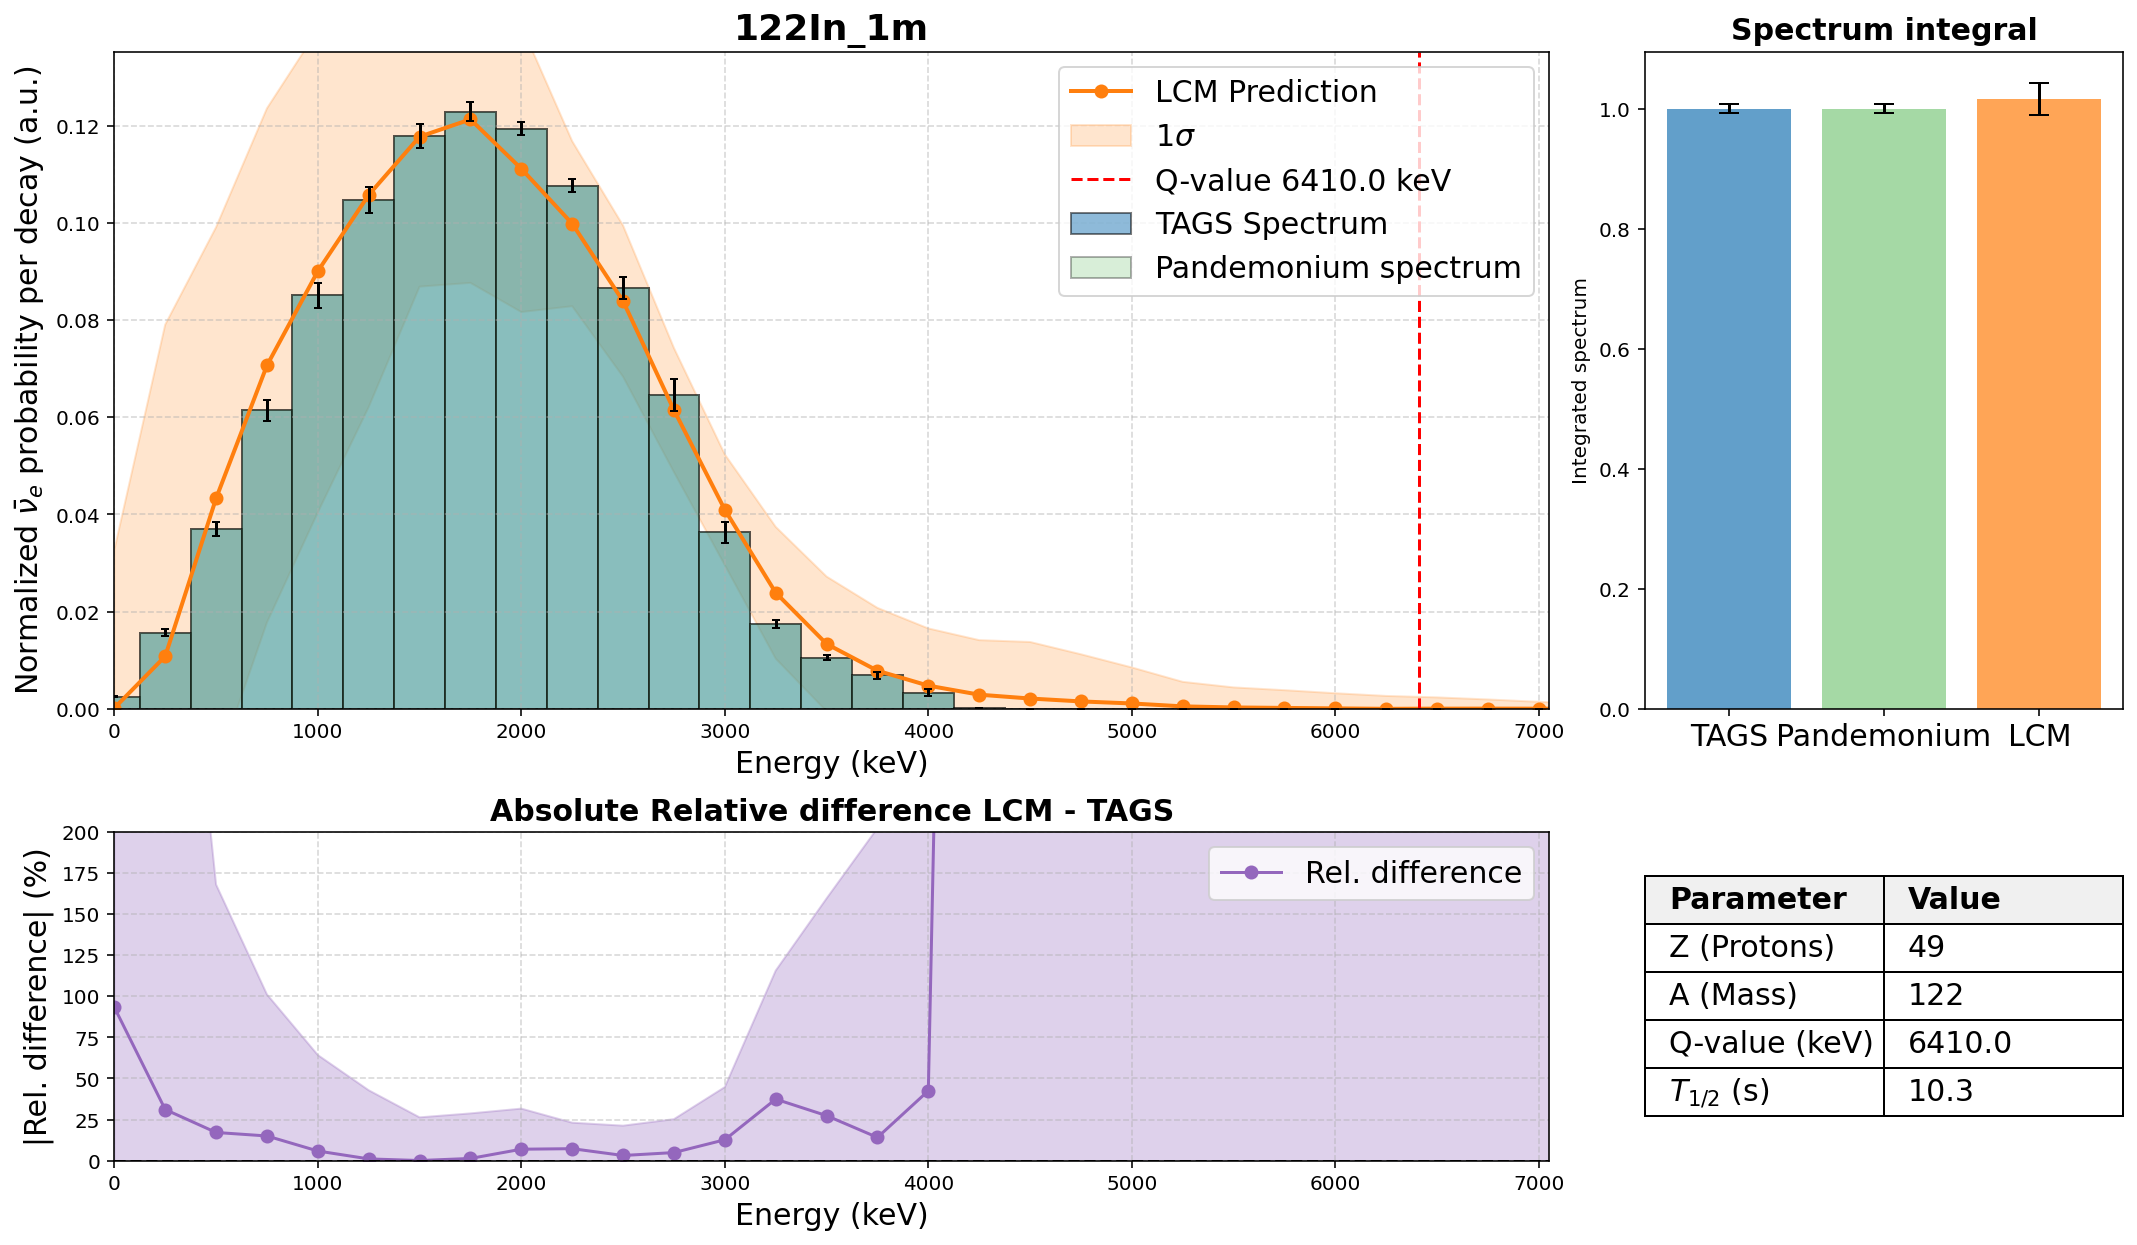 122In_1m
Normalized ν̄e probability per decay (a.u.)
0.12
0.10
0.08
0.06
0.04
0.02
0.00
0 1000 2000 3000 4000 5000 6000 7000
Energy (keV)
LCM Prediction
1σ
Q-value 6410.0 keV
TAGS Spectrum
Pandemonium spectrum
Spectrum integral
Integrated spectrum
1.0
0.8
0.6
0.4
0.2
0.0
TAGS Pandemonium LCM
Absolute Relative difference LCM - TAGS
|Rel. difference| (%)
200
175
150
125
100
75
50
25
0
0 1000 2000 3000 4000 5000 6000 7000
Energy (keV)
Rel. difference
Parameter Value
Z (Protons) 49
A (Mass) 122
Q-value (keV) 6410.0
T1/2 (s) 10.3